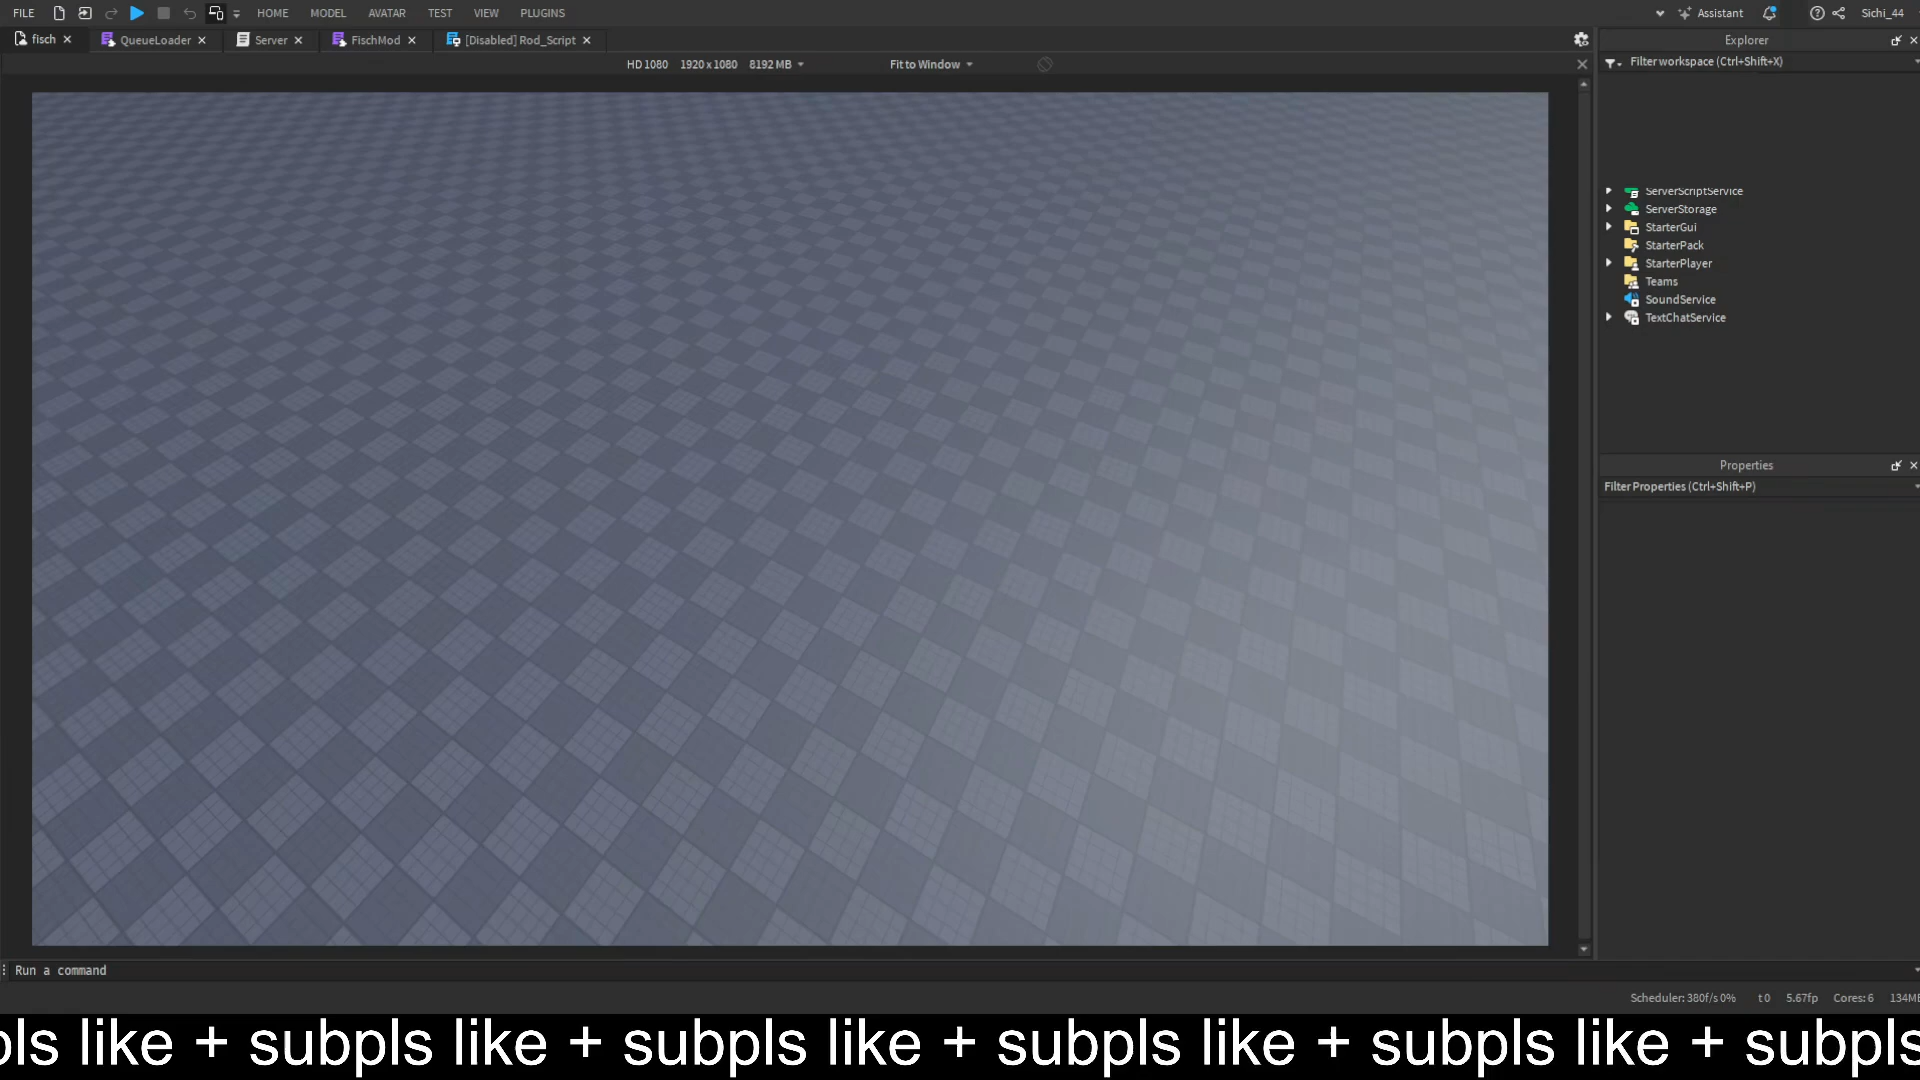 FILE HOME MODEL AVATAR TEST VIEW PLUGINS Assistant Sichi_44
fisch QueueLoader Server FischMod [Disabled] Rod_Script
HD 1080 1920 x 1080 8192 MB Fit to Window
Explorer
Filter workspace (Ctrl+Shift+X)
ServerScriptService
ServerStorage
StarterGui
StarterPack
StarterPlayer
Teams
SoundService
TextChatService
Properties
Filter Properties (Ctrl+Shift+P)
Run a command
Scheduler: 380f/s 0% t 0 5.67fp Cores: 6 134ME
pls like + subpls like + subpls like + subpls like + subpls like + subpls